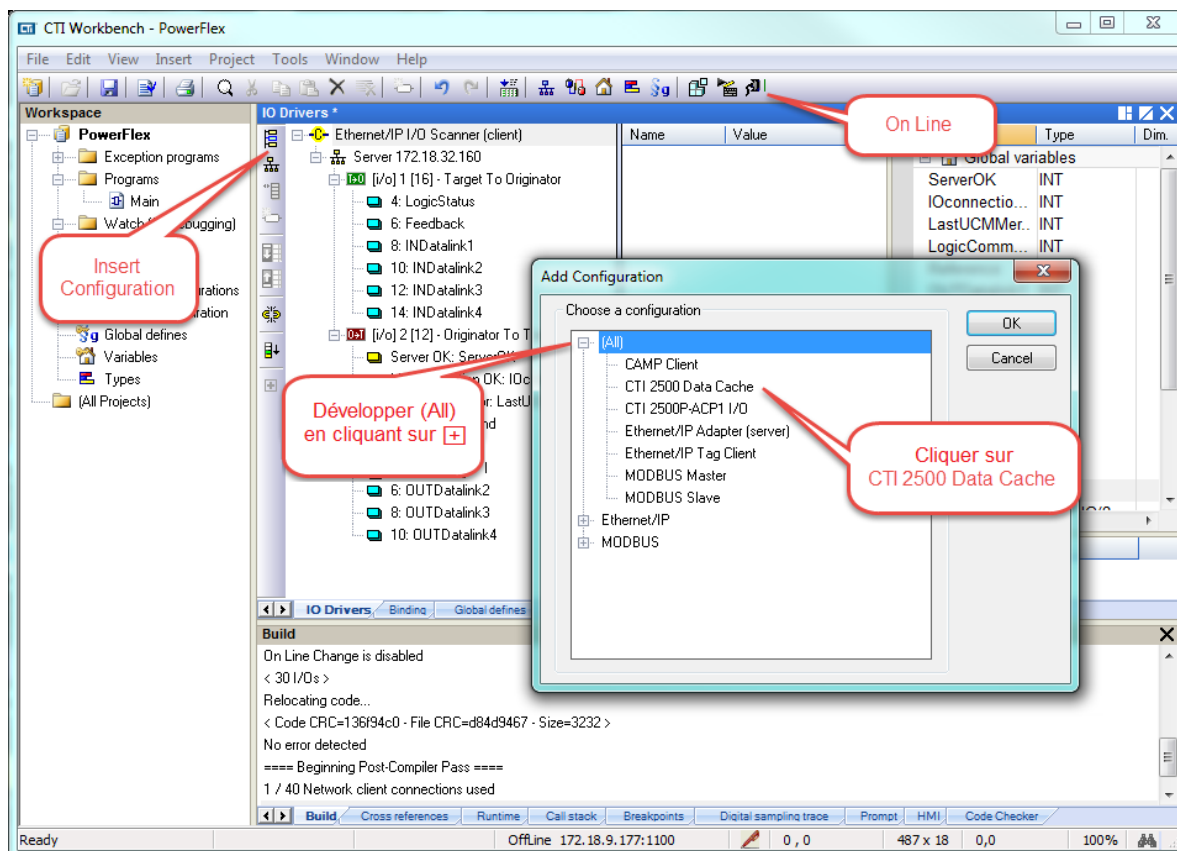 CTI Workbench - PowerFlex
File Edit View Insert Project Tools Window Help
Workspace
IO Drivers *
PowerFlex
Exception programs
Programs
Main
Insert
Configuration
Global defines
Variables
Types
(All Projects)
Ethernet/IP I/O Scanner (client)
Server 172.18.32.160
[i/o] 1 [16] - Target To Originator
4: LogicStatus
6: Feedback
8: INDatalink1
10: INDatalink2
12: INDatalink3
14: INDatalink4
[i/o] 2 [12] - Originator To T
Server OK: ServerOK
Développer (All)
en cliquant sur +
6: OUTDatalink2
8: OUTDatalink3
10: OUTDatalink4
Name Value
On Line
Type Dim.
Global variables
ServerOK INT
IOconnectio... INT
LastUCMMer.. INT
LogicComm... INT
Add Configuration
Choose a configuration
(All)
CAMP Client
CTI 2500 Data Cache
CTI 2500P-ACP1 I/O
Ethernet/IP Adapter (server)
Ethernet/IP Tag Client
MODBUS Master
MODBUS Slave
Ethernet/IP
MODBUS
OK
Cancel
Cliquer sur
CTI 2500 Data Cache
IO Drivers Binding Global defines
Build
On Line Change is disabled
< 30 I/Os >
Relocating code...
< Code CRC=136f94c0 - File CRC=d84d9467 - Size=3232 >
No error detected
==== Beginning Post-Compiler Pass ====
1 / 40 Network client connections used
Build Cross references Runtime Call stack Breakpoints Digital sampling trace Prompt HMI Code Checker
Ready OffLine 172.18.9.177:1100 0 , 0 487 x 18 0,0 100%